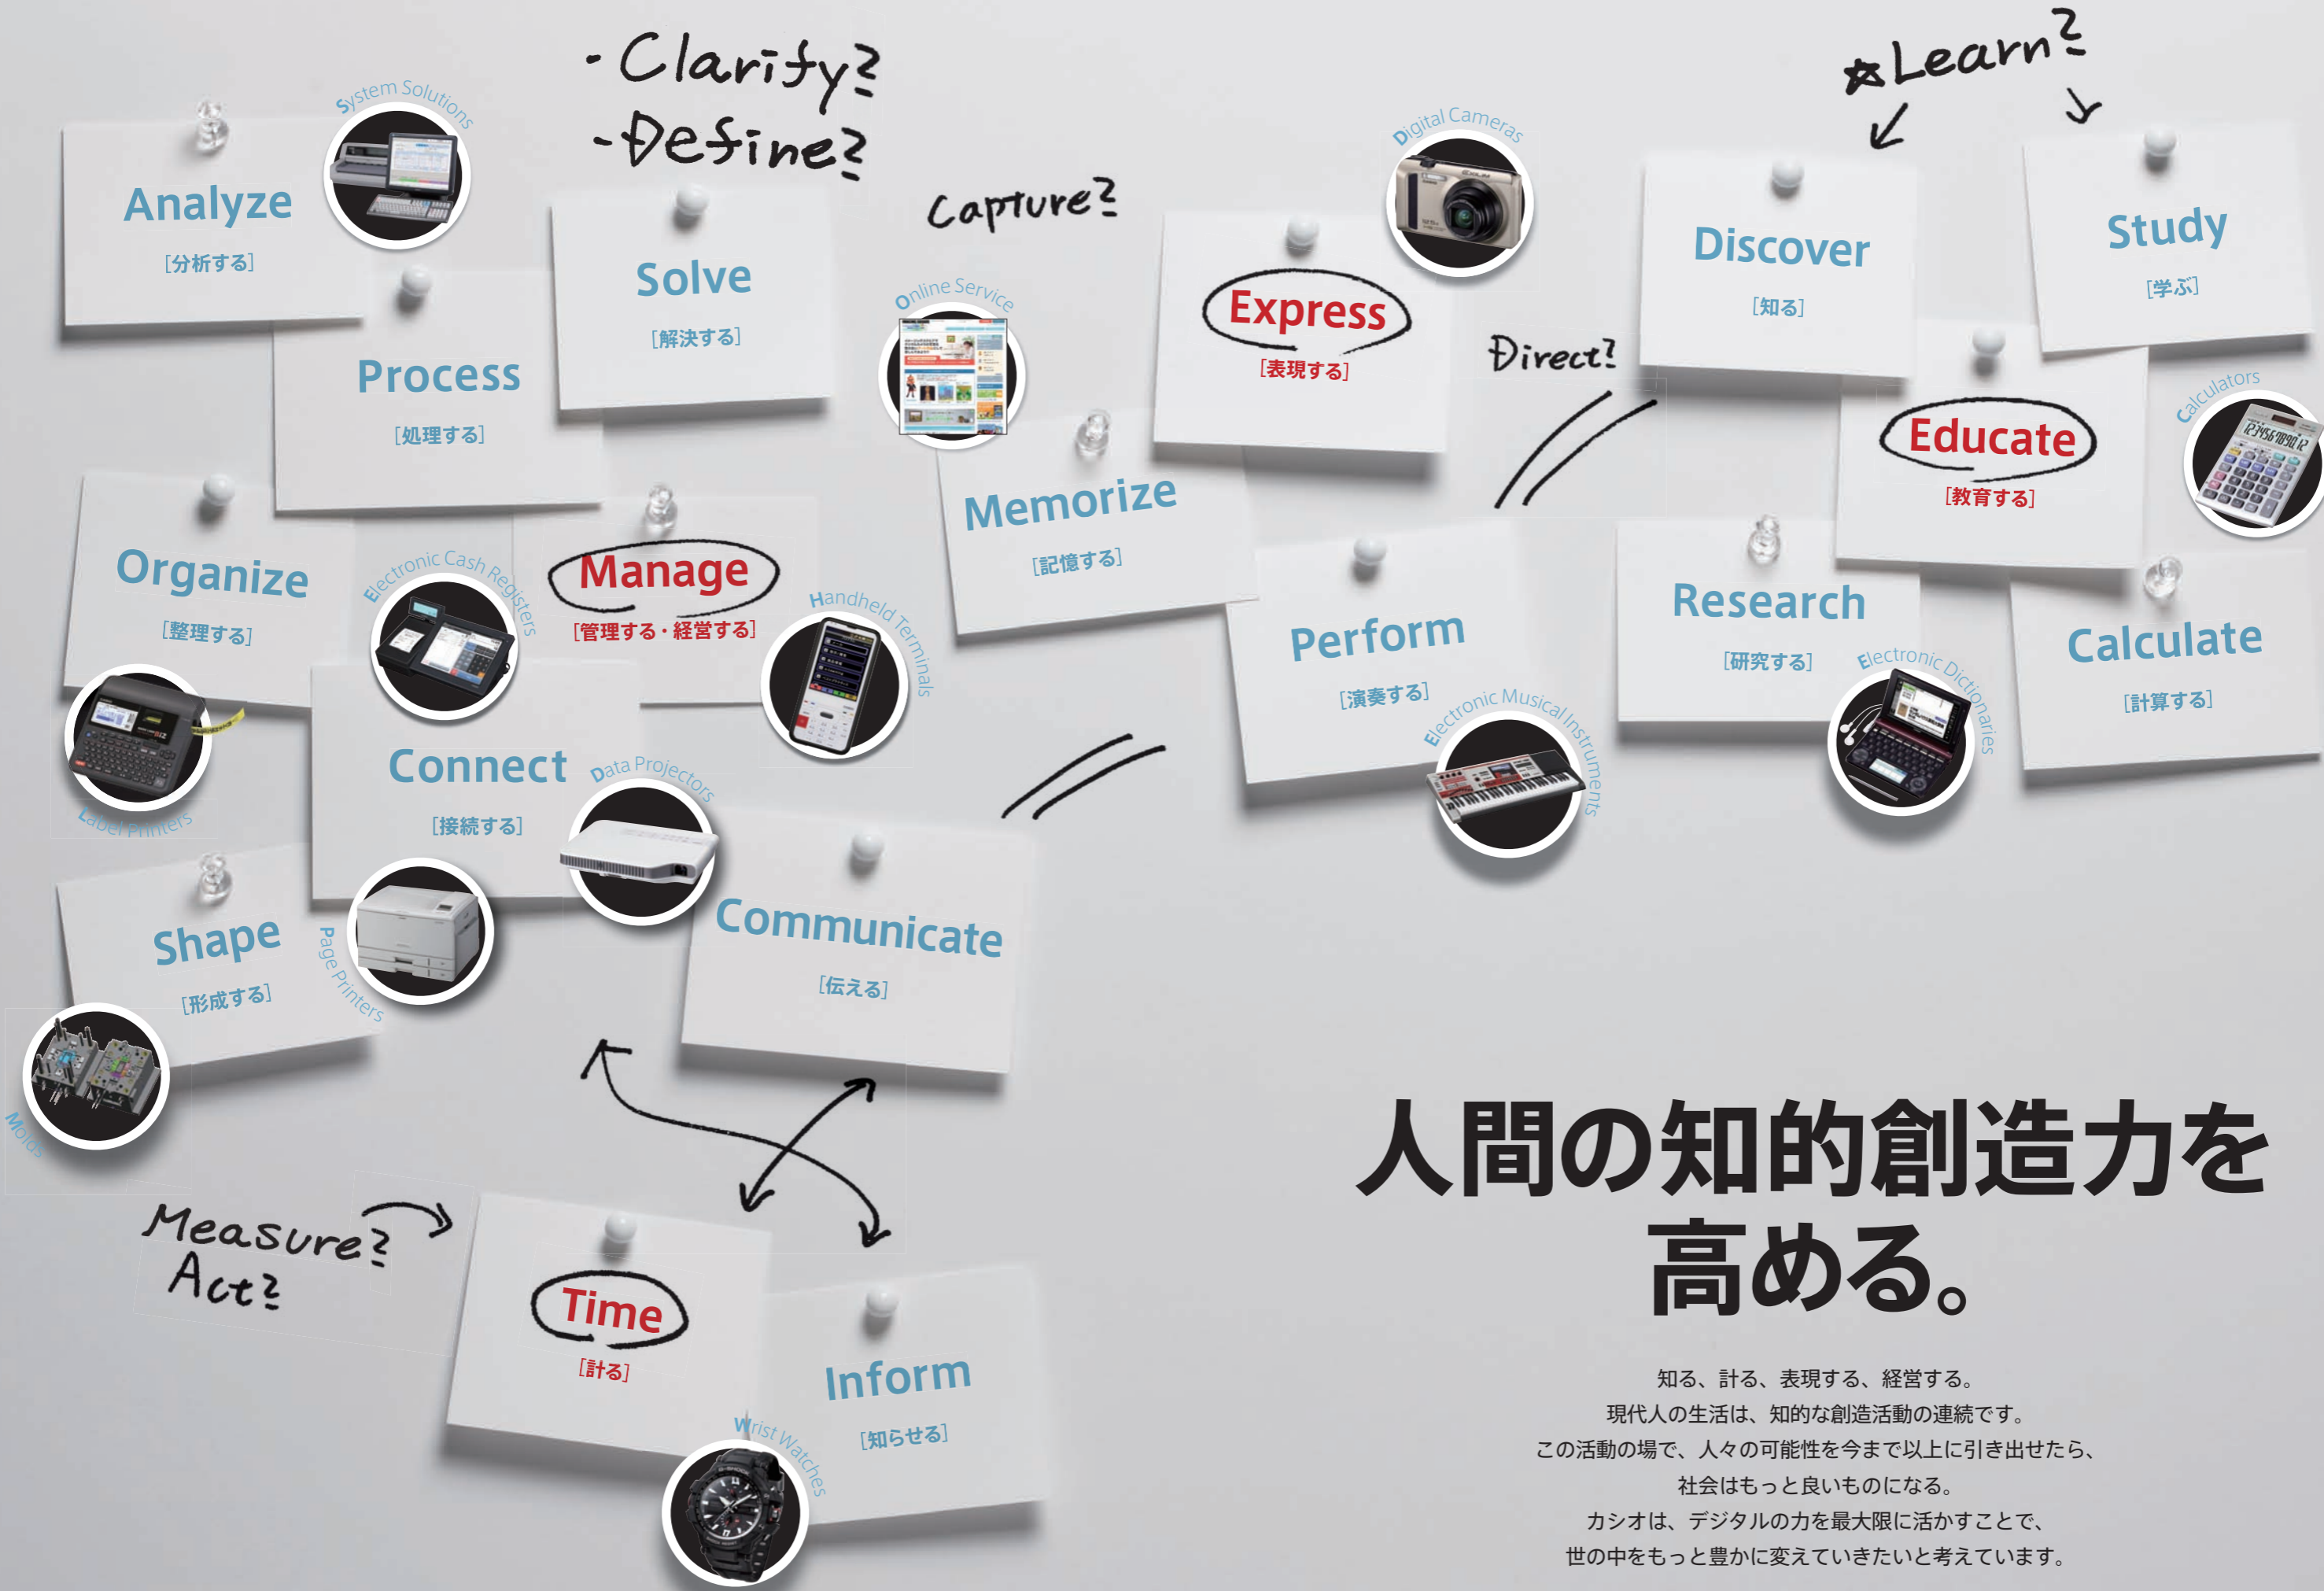 ・Clarify?
-Define?
Capture?
☆Learn?
System Solutions
Analyze
[分析する]
Solve
[解決する]
Process
[処理する]
Organize
[整理する]
Label Printers
Electronic Cash Registers
Manage
[管理する・経営する]
Handheld Terminals
Connect
[接続する]
Data Projectors
Page Printers
Shape
[形成する]
Molds
Communicate
[伝える]
Online Service
Memorize
[記憶する]
Digital Cameras
Express
[表現する]
Direct?
Perform
[演奏する]
Electronic Musical Instruments
Discover
[知る]
Study
[学ぶ]
Educate
[教育する]
Calculators
Research
[研究する]
Electronic Dictionaries
Calculate
[計算する]
Measure?
Act?
Time
[計る]
Wrist Watches
Inform
[知らせる]
人間の知的創造力を
高める。
知る、計る、表現する、経営する。
現代人の生活は、知的な創造活動の連続です。
この活動の場で、人々の可能性を今まで以上に引き出せたら、
社会はもっと良いものになる。
カシオは、デジタルの力を最大限に活かすことで、
世の中をもっと豊かに変えていきたいと考えています。